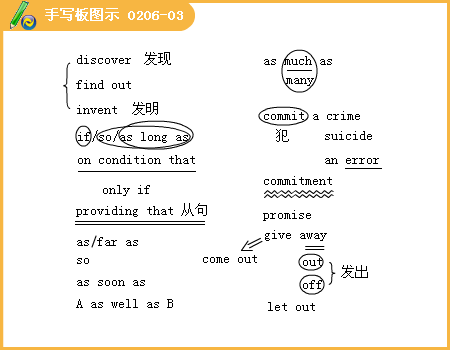 手写板图示 0206-03
discover 发现
find out
invent 发明
if/so/as long as
on condition that
only if
providing that 从句
as/far as
so
as soon as
A as well as B
as much as
many
commit a crime
犯 suicide
an error
commitment
promise
give away
come out
out
off
发出
let out